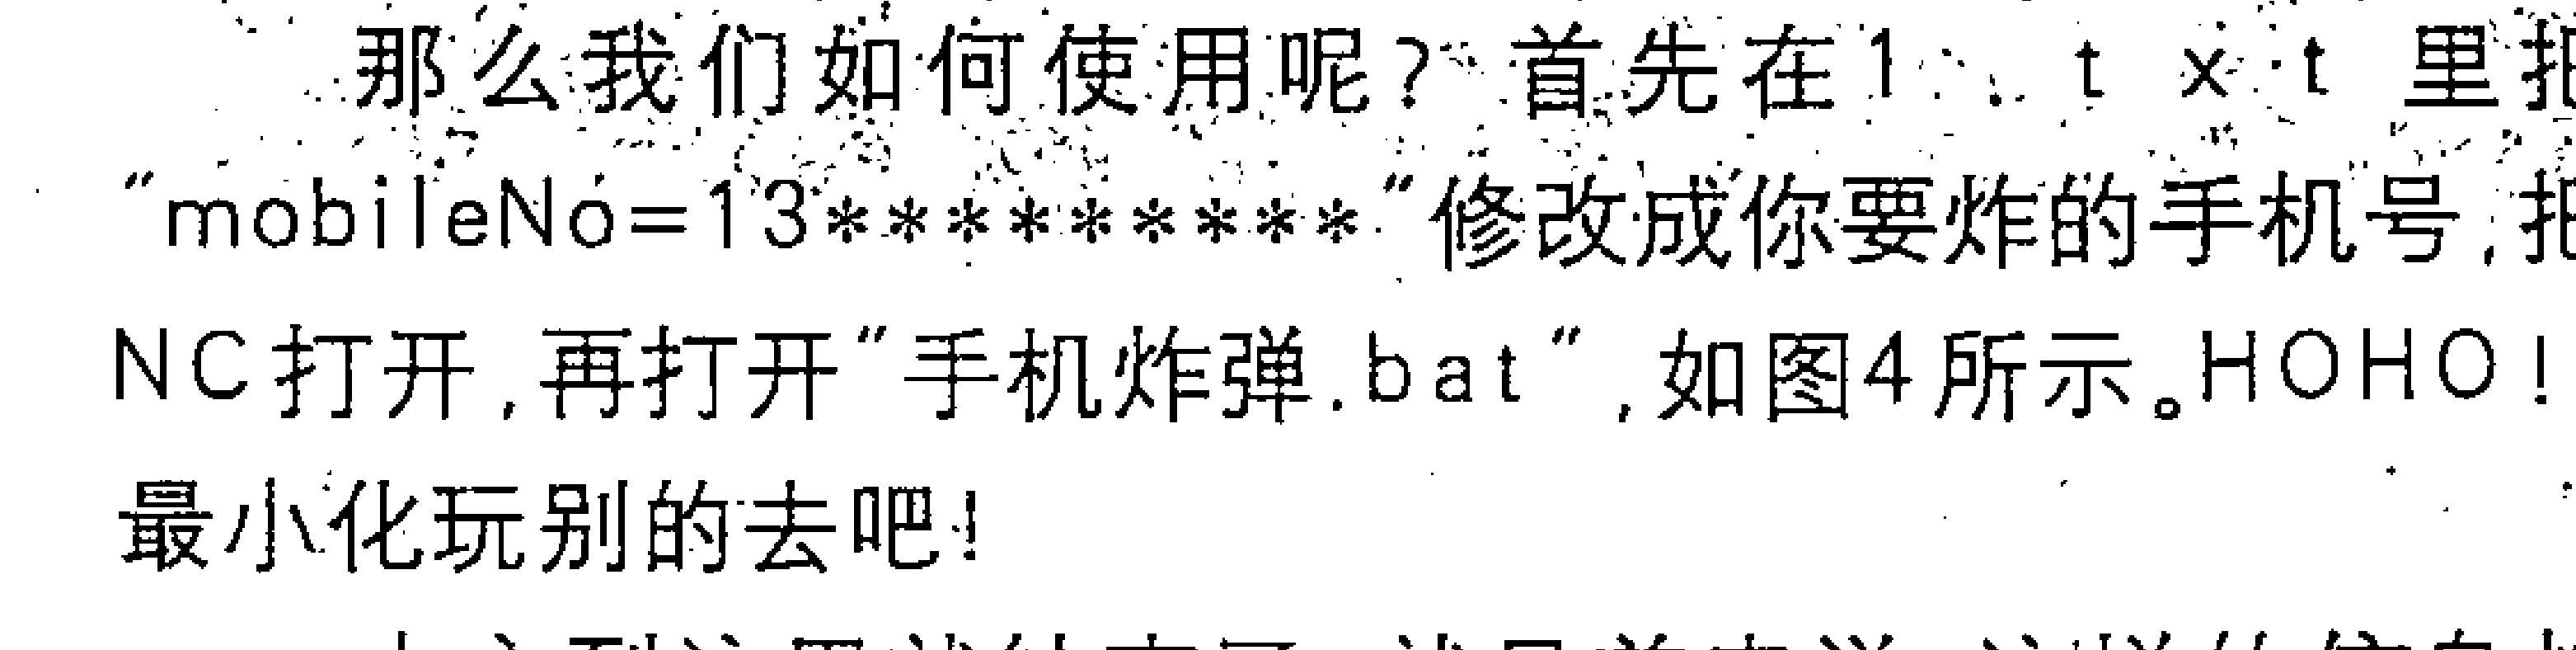 那么我们如何使用呢？首先在1.txt里把
"mobileNo=13*********"修改成你要炸的手机号,把
NC打开,再打开"手机炸弹.bat",如图4所示。HOHO!
最小化玩别的去吧!